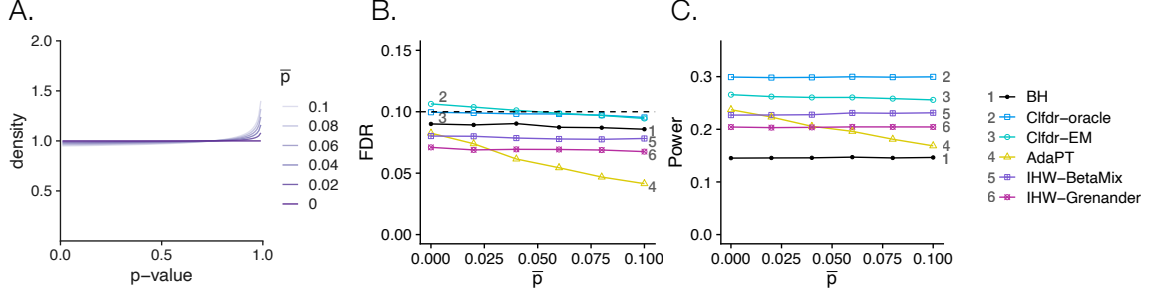 A.
2.0
1.5
1.0
0.5
density
0.0
0.5
1.0
p−value
p̅
0.1
0.08
0.06
0.04
0.02
0
B.
0.15
0.10
0.05
0.00
FDR
2
3
1
5
6
4
0.000 0.025 0.050 0.075 0.100
p̅
C.
0.3
0.2
0.1
0.0
Power
2
3
5
6
4
1
0.000 0.025 0.050 0.075 0.100
p̅
1 BH
2 Clfdr−oracle
3 Clfdr−EM
4 AdaPT
5 IHW−BetaMix
6 IHW−Grenander